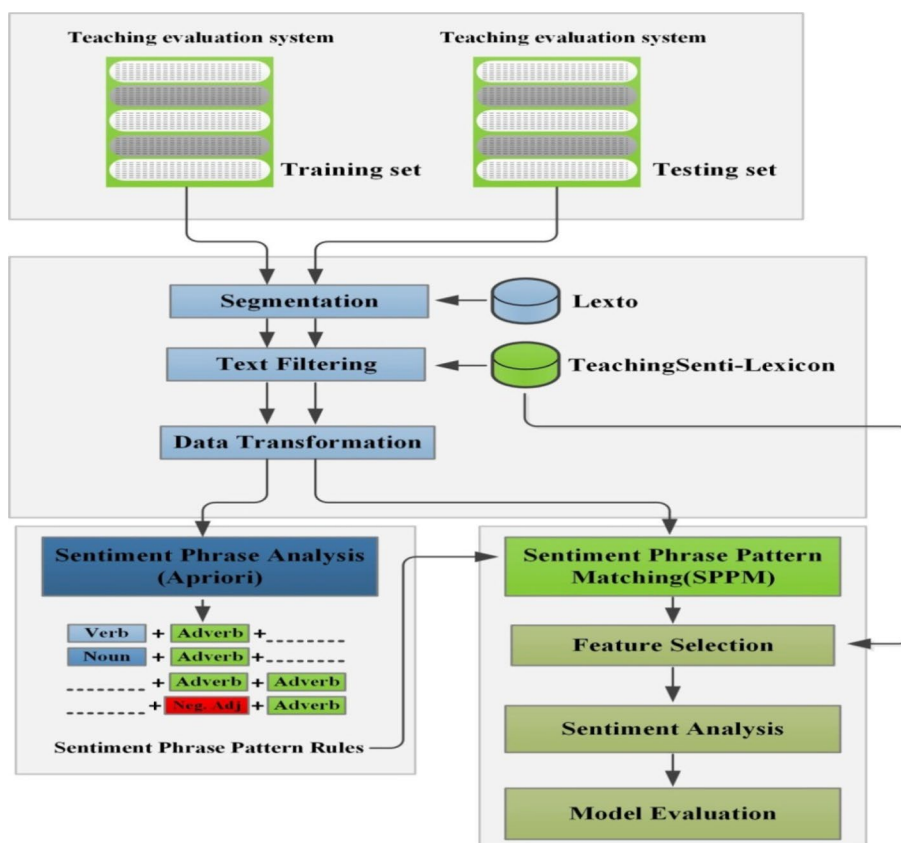 Teaching evaluation system
Teaching evaluation system
Training set
Testing set
Segmentation
Lexto
Text Filtering
TeachingSenti-Lexicon
Data Transformation
Sentiment Phrase Analysis
(Apriori)
Verb + Adverb +
Noun + Adverb +
+ Adverb + Adverb
+ Neg. Adj + Adverb
Sentiment Phrase Pattern Rules
Sentiment Phrase Pattern
Matching(SPPM)
Feature Selection
Sentiment Analysis
Model Evaluation